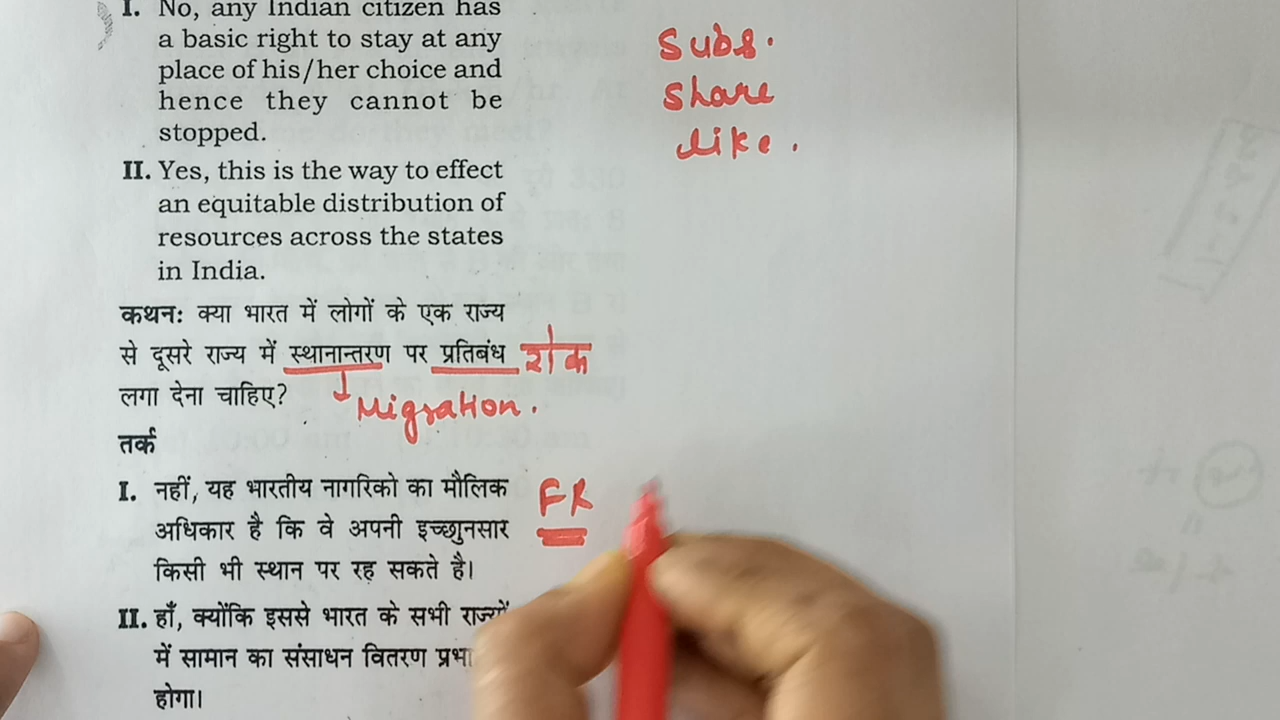 I. No, any Indian citizen has
a basic right to stay at any
place of his/her choice and
hence they cannot be
stopped.
II. Yes, this is the way to effect
an equitable distribution of
resources across the states
in India.
Subs.
Share
like.
कथन: क्या भारत में लोगों के एक राज्य
से दूसरे राज्य में स्थानान्तरण पर प्रतिबंध रोक
लगा देना चाहिए?
Migration.
तर्क
I. नहीं, यह भारतीय नागरिको का मौलिक
अधिकार है कि वे अपनी इच्छाुनसार
किसी भी स्थान पर रह सकते है।
FR
II. हाँ, क्योंकि इससे भारत के सभी राज्यों
में सामान का संसाधन वितरण
होगा।